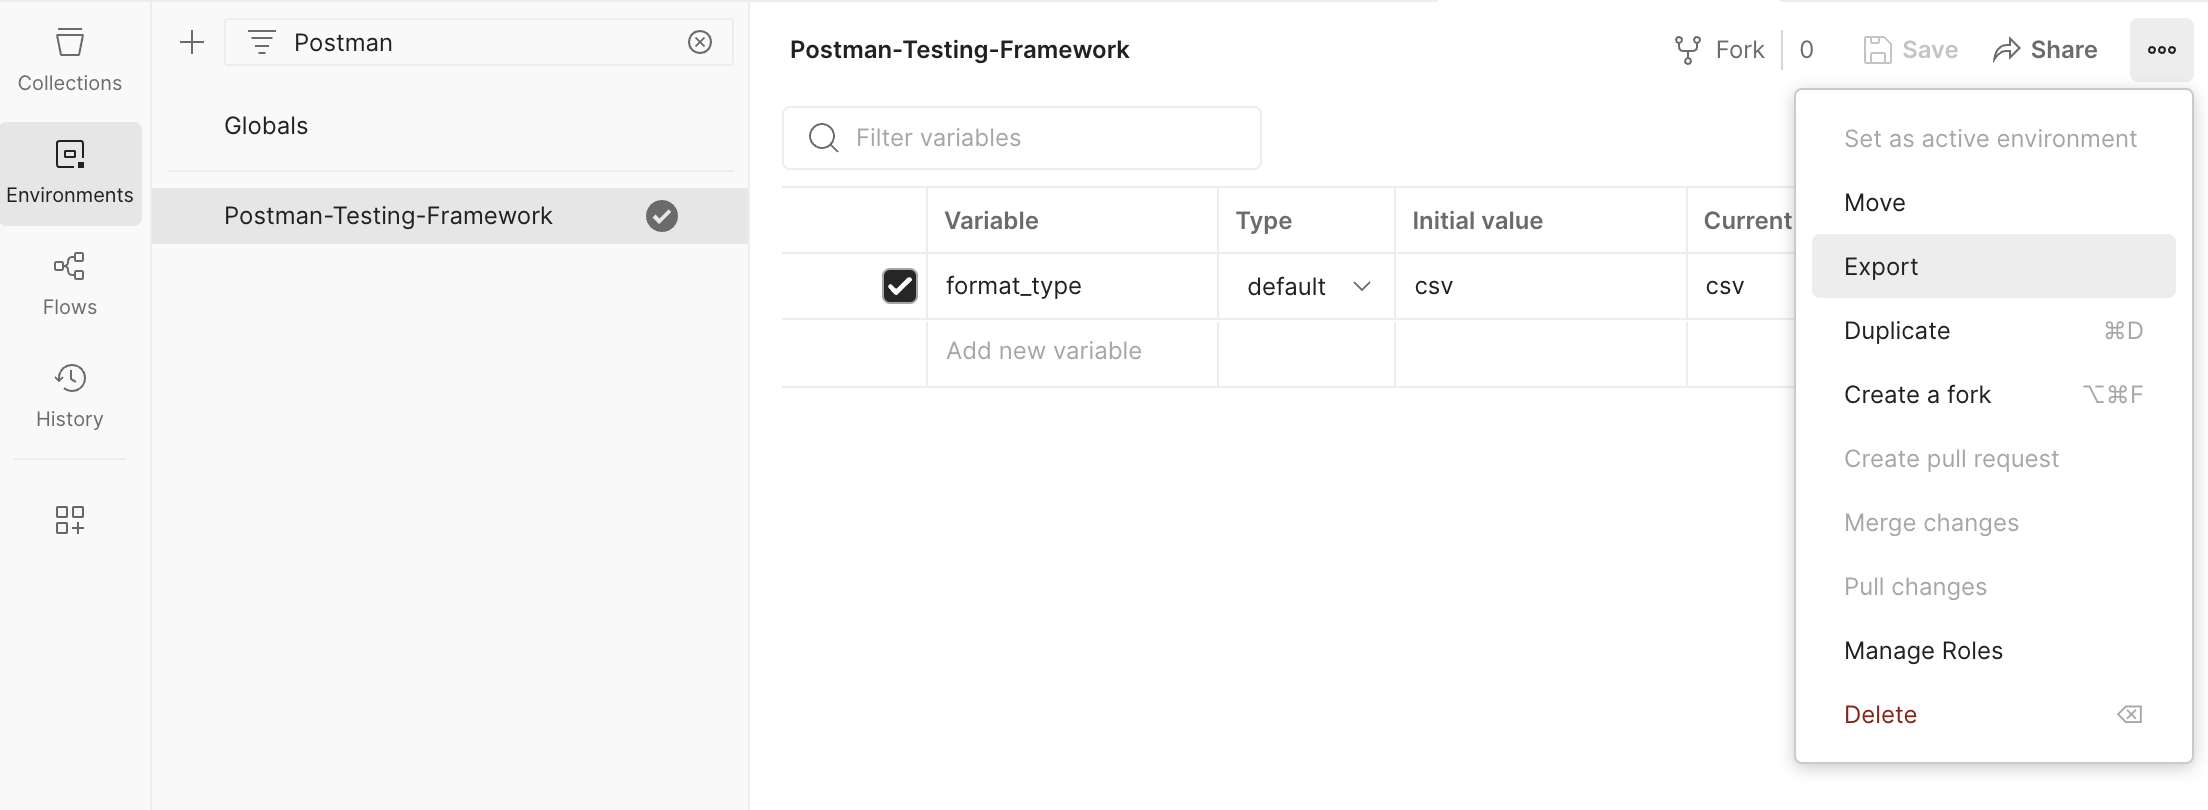 Collections
Environments
Flows
History
Postman
Globals
Postman-Testing-Framework
Postman-Testing-Framework
Fork 0 Save Share
Filter variables
Variable Type Initial value Current
format_type default csv csv
Add new variable
Set as active environment
Move
Export
Duplicate ⌘D
Create a fork ⌥⌘F
Create pull request
Merge changes
Pull changes
Manage Roles
Delete ⌫